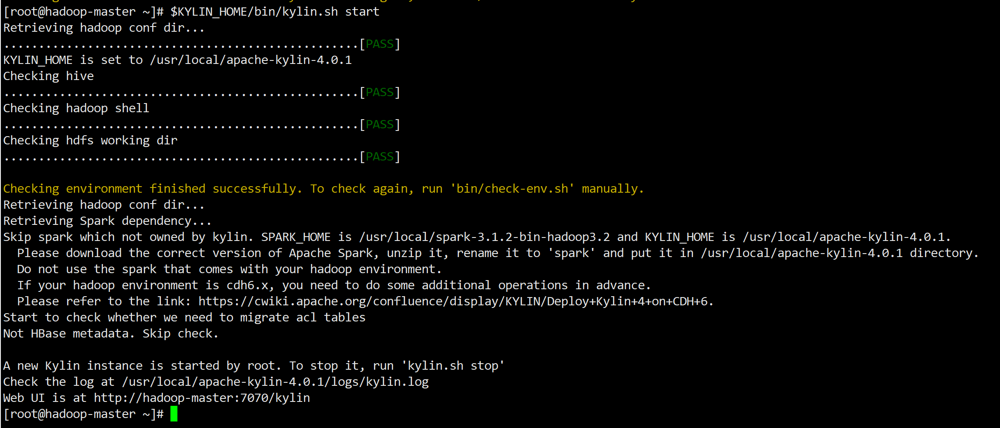 [root@hadoop-master ~]# $KYLIN_HOME/bin/kylin.sh start
Retrieving hadoop conf dir...
...................................................[PASS]
KYLIN_HOME is set to /usr/local/apache-kylin-4.0.1
Checking hive
...................................................[PASS]
Checking hadoop shell
...................................................[PASS]
Checking hdfs working dir
...................................................[PASS]
Checking environment finished successfully. To check again, run 'bin/check-env.sh' manually.
Retrieving hadoop conf dir...
Retrieving Spark dependency...
Skip spark which not owned by kylin. SPARK_HOME is /usr/local/spark-3.1.2-bin-hadoop3.2 and KYLIN_HOME is /usr/local/apache-kylin-4.0.1.
  Please download the correct version of Apache Spark, unzip it, rename it to 'spark' and put it in /usr/local/apache-kylin-4.0.1 directory.
  Do not use the spark that comes with your hadoop environment.
  If your hadoop environment is cdh6.x, you need to do some additional operations in advance.
  Please refer to the link: https://cwiki.apache.org/confluence/display/KYLIN/Deploy+Kylin+4+on+CDH+6.
Start to check whether we need to migrate acl tables
Not HBase metadata. Skip check.
A new Kylin instance is started by root. To stop it, run 'kylin.sh stop'
Check the log at /usr/local/apache-kylin-4.0.1/logs/kylin.log
Web UI is at http://hadoop-master:7070/kylin
[root@hadoop-master ~]#